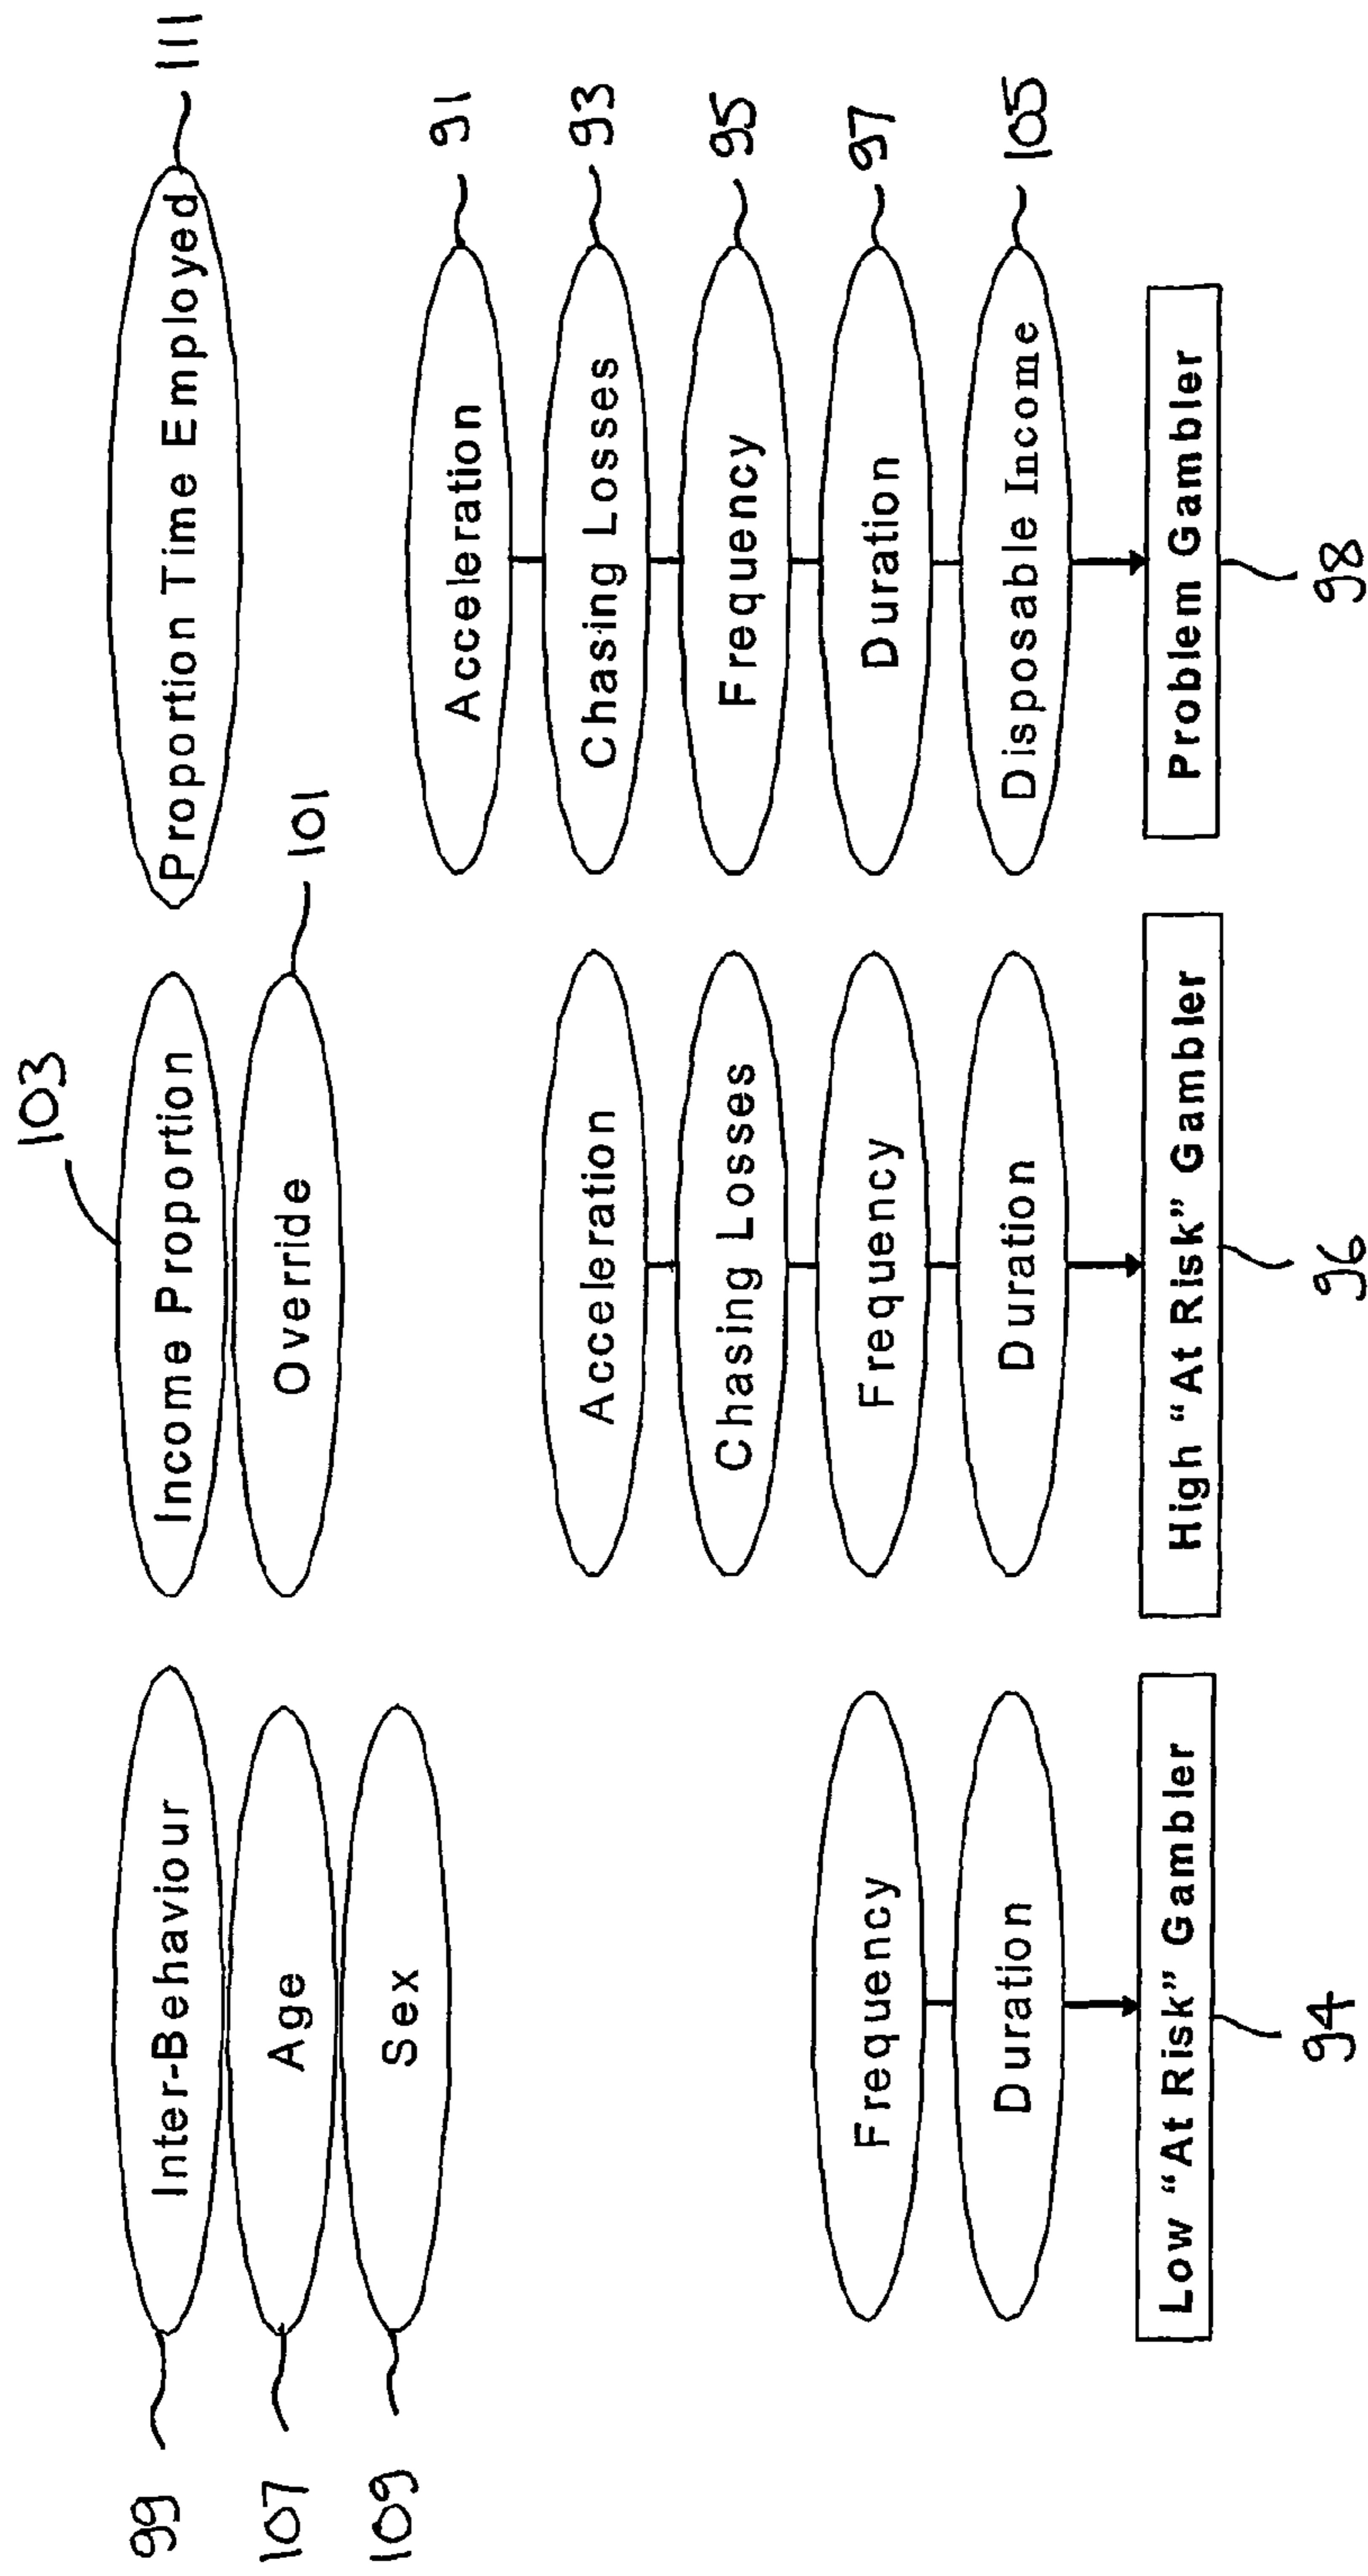 103
Inter-Behaviour
Income Proportion
Proportion Time Employed
99
111
Age
Override
107
101
Sex
109
Acceleration
91
Acceleration
Chasing Losses
93
Chasing Losses
Frequency
95
Frequency
Frequency
Duration
97
Duration
Duration
Disposable Income
105
Low “At Risk” Gambler
High “At Risk” Gambler
Problem Gambler
94
96
98